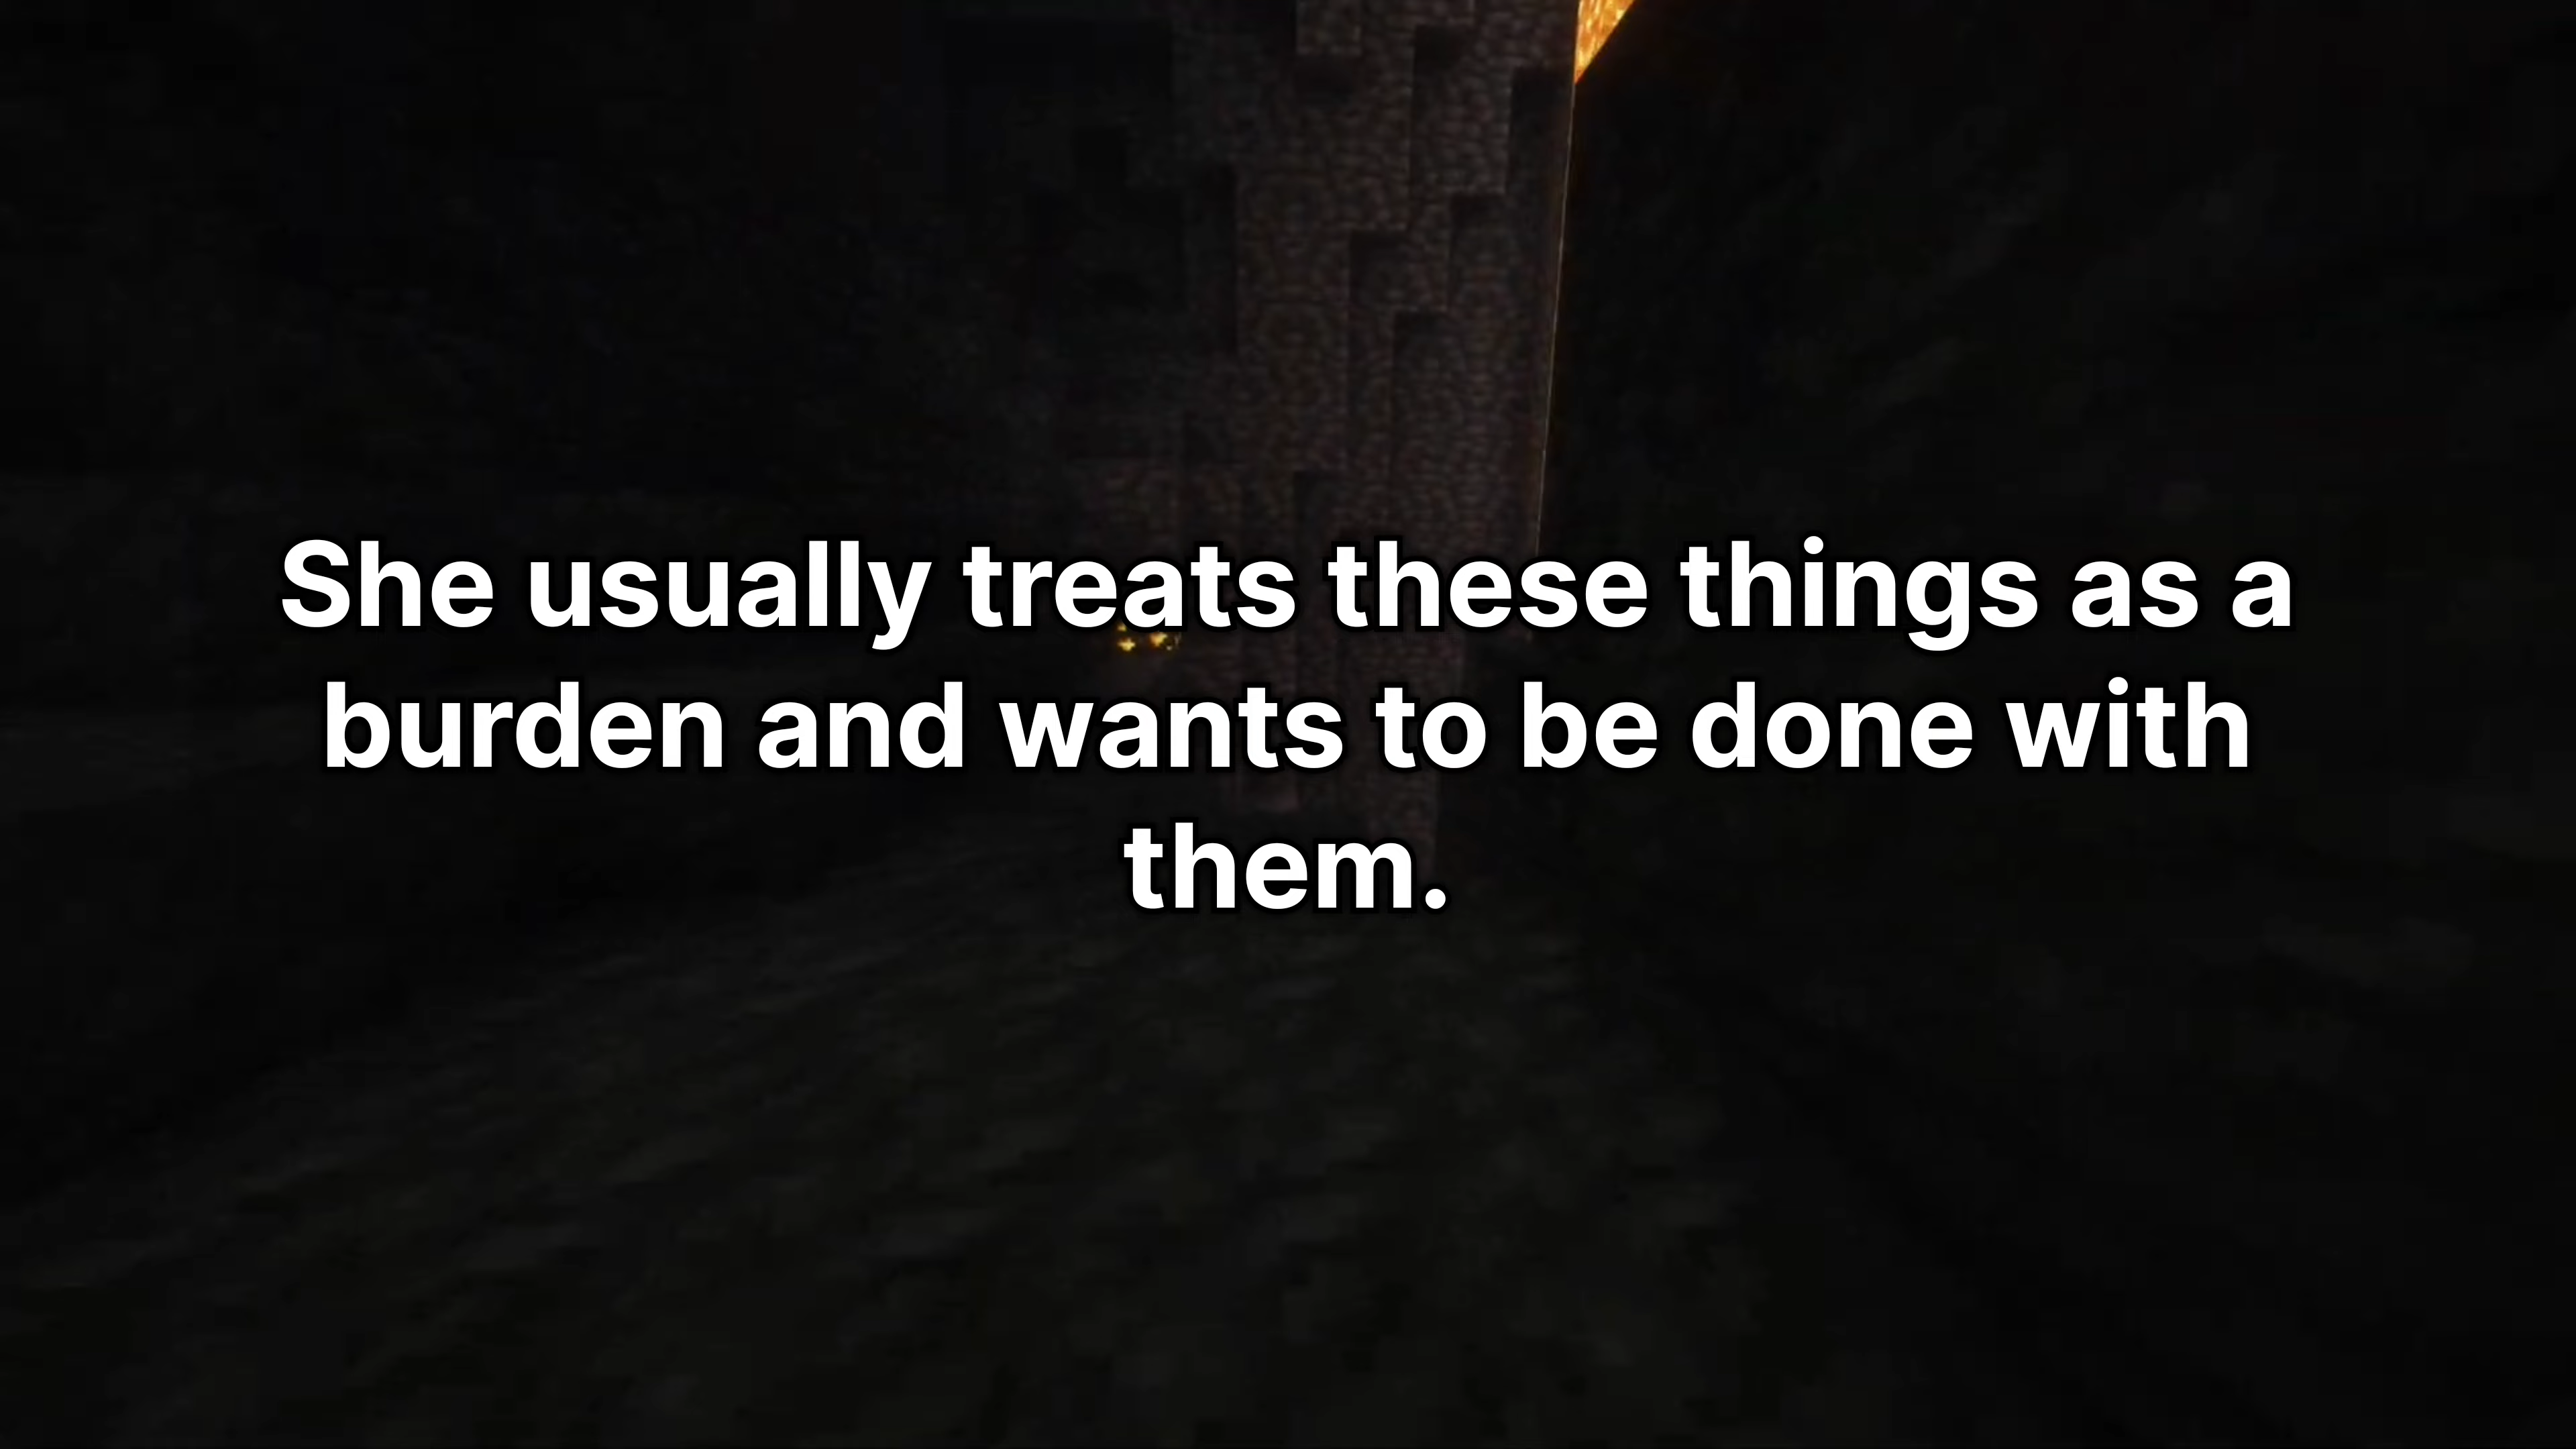 She usually treats these things as a
burden and wants to be done with
them.